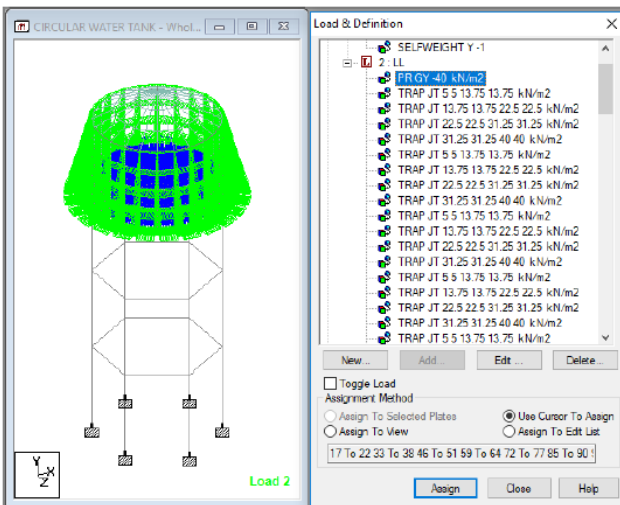 CIRCULAR WATER TANK - Whol...
Load 2
Y
X
Z
Load & Definition
SELFWEIGHT Y -1
L 2 : LL
PR GY -40 kN/m2
TRAP JT 5 5 13.75 13.75 kN/m2
TRAP JT 13.75 13.75 22.5 22.5 kN/m2
TRAP JT 22.5 22.5 31.25 31.25 kN/m2
TRAP JT 31.25 31.25 40 40 kN/m2
TRAP JT 5 5 13.75 13.75 kN/m2
TRAP JT 13.75 13.75 22.5 22.5 kN/m2
TRAP JT 22.5 22.5 31.25 31.25 kN/m2
TRAP JT 31.25 31.25 40 40 kN/m2
TRAP JT 5 5 13.75 13.75 kN/m2
TRAP JT 13.75 13.75 22.5 22.5 kN/m2
TRAP JT 22.5 22.5 31.25 31.25 kN/m2
TRAP JT 31.25 31.25 40 40 kN/m2
TRAP JT 5 5 13.75 13.75 kN/m2
TRAP JT 13.75 13.75 22.5 22.5 kN/m2
TRAP JT 22.5 22.5 31.25 31.25 kN/m2
TRAP JT 31.25 31.25 40 40 kN/m2
TRAP JT 5 5 13.75 13.75 kN/m2
New... Add... Edit ... Delete...
Toggle Load
Assignment Method
Assign To Selected Plates Use Cursor To Assign
Assign To View Assign To Edit List
17 To 22 33 To 38 46 To 51 59 To 64 72 To 77 85 To 90
Assign Close Help